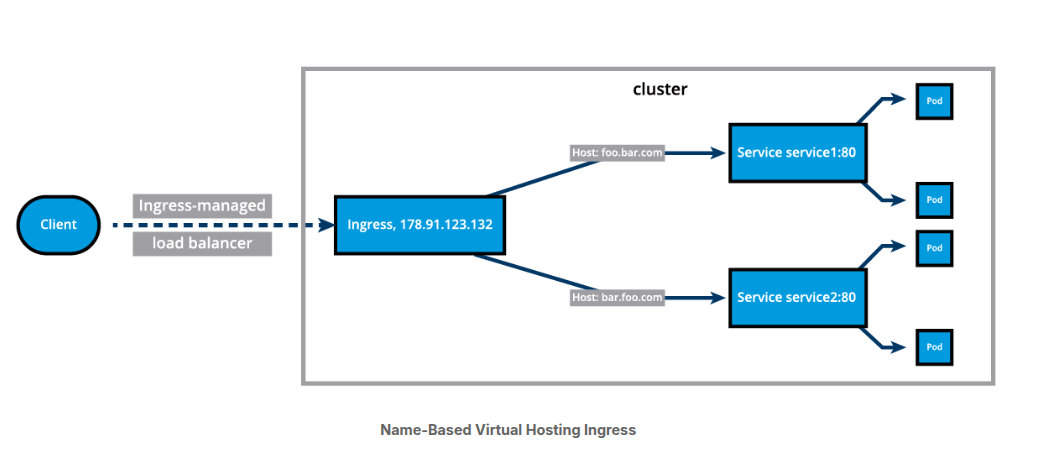 cluster
Pod
Host: foo.bar.com
Service service1:80
Ingress-managed
Pod
Client
Ingress, 178.91.123.132
load balancer
Pod
Host: bar.foo.com
Service service2:80
Pod
Name-Based Virtual Hosting Ingress